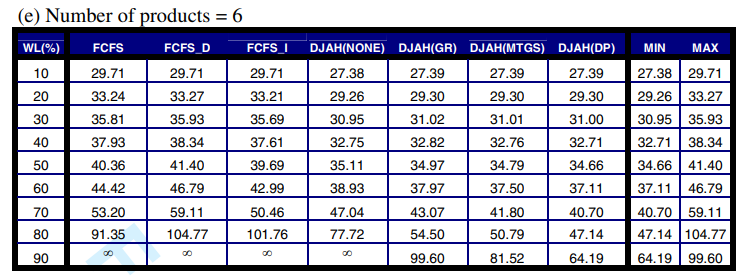 (e) Number of products = 6
WL(%) FCFS FCFS_D FCFS_I DJAH(NONE) DJAH(GR) DJAH(MTGS) DJAH(DP) MIN MAX
10 29.71 29.71 29.71 27.38 27.39 27.39 27.39 27.38 29.71
20 33.24 33.27 33.21 29.26 29.30 29.30 29.30 29.26 33.27
30 35.81 35.93 35.69 30.95 31.02 31.01 31.00 30.95 35.93
40 37.93 38.34 37.61 32.75 32.82 32.76 32.71 32.71 38.34
50 40.36 41.40 39.69 35.11 34.97 34.79 34.66 34.66 41.40
60 44.42 46.79 42.99 38.93 37.97 37.50 37.11 37.11 46.79
70 53.20 59.11 50.46 47.04 43.07 41.80 40.70 40.70 59.11
80 91.35 104.77 101.76 77.72 54.50 50.79 47.14 47.14 104.77
90 ∞ ∞ ∞ ∞ 99.60 81.52 64.19 64.19 99.60